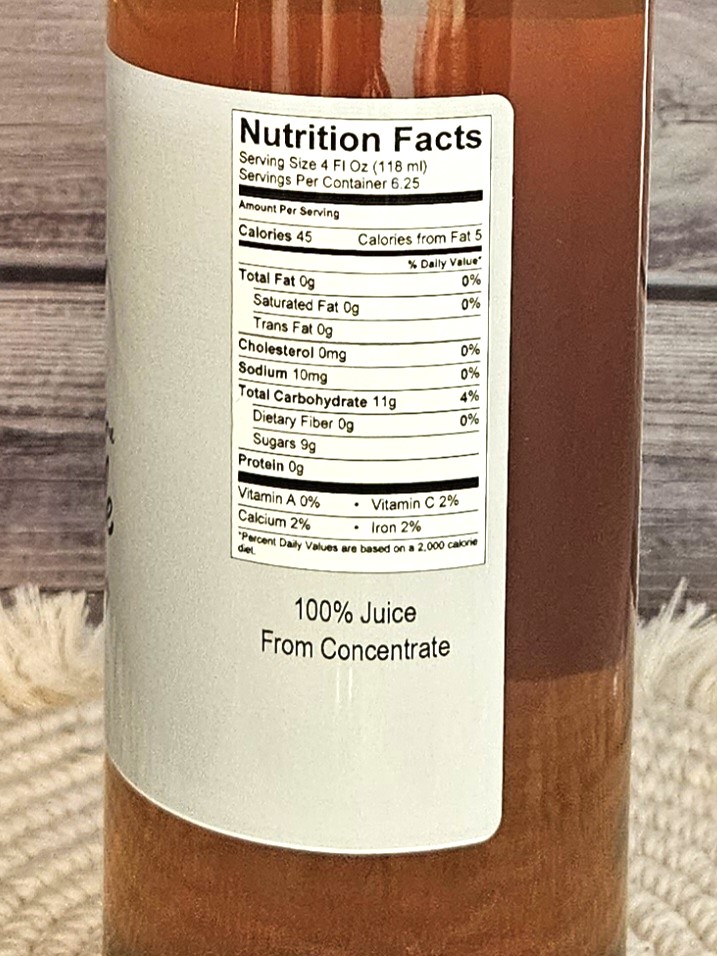 Nutrition Facts
Serving Size 4 Fl Oz (118 ml)
Servings Per Container 6.25
Amount Per Serving
Calories 45 Calories from Fat 5
% Daily Value*
Total Fat 0g 0%
Saturated Fat 0g 0%
Trans Fat 0g
Cholesterol 0mg 0%
Sodium 10mg 0%
Total Carbohydrate 11g 4%
Dietary Fiber 0g 0%
Sugars 9g
Protein 0g
Vitamin A 0% • Vitamin C 2%
Calcium 2% • Iron 2%
*Percent Daily Values are based on a 2,000 calorie
diet.
100% Juice
From Concentrate